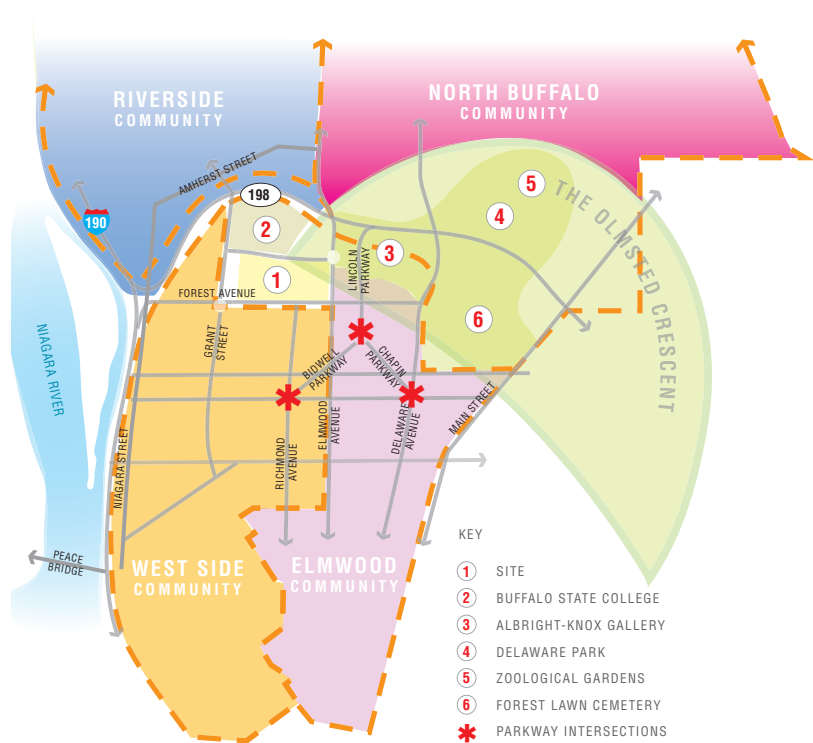 RIVERSIDE
COMMUNITY
NORTH BUFFALO
COMMUNITY
AMHERST STREET
198
190
5
4
THE OLMSTED CRESCENT
2
3
1
LINCOLN
PARKWAY
FOREST AVENUE
6
NIAGARA RIVER
GRANT
STREET
BIDWELL
PARKWAY
CHAPIN
PARKWAY
ELMWOOD
AVENUE
DELAWARE
AVENUE
MAIN STREET
RICHMOND
AVENUE
NIAGARA STREET
PEACE
BRIDGE
WEST SIDE
COMMUNITY
ELMWOOD
COMMUNITY
KEY
1 SITE
2 BUFFALO STATE COLLEGE
3 ALBRIGHT-KNOX GALLERY
4 DELAWARE PARK
5 ZOOLOGICAL GARDENS
6 FOREST LAWN CEMETERY
PARKWAY INTERSECTIONS